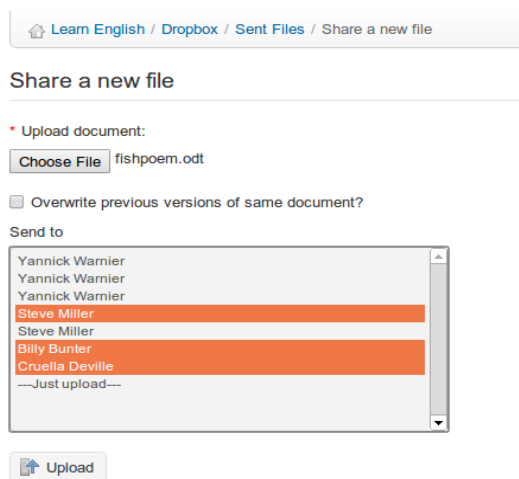 Learn English / Dropbox / Sent Files / Share a new file
Share a new file
* Upload document:
Choose File fishpoem.odt
Overwrite previous versions of same document?
Send to
Yannick Warnier
Yannick Warnier
Yannick Warnier
Steve Miller
Steve Miller
Billy Bunter
Cruella Deville
---Just upload---
Upload